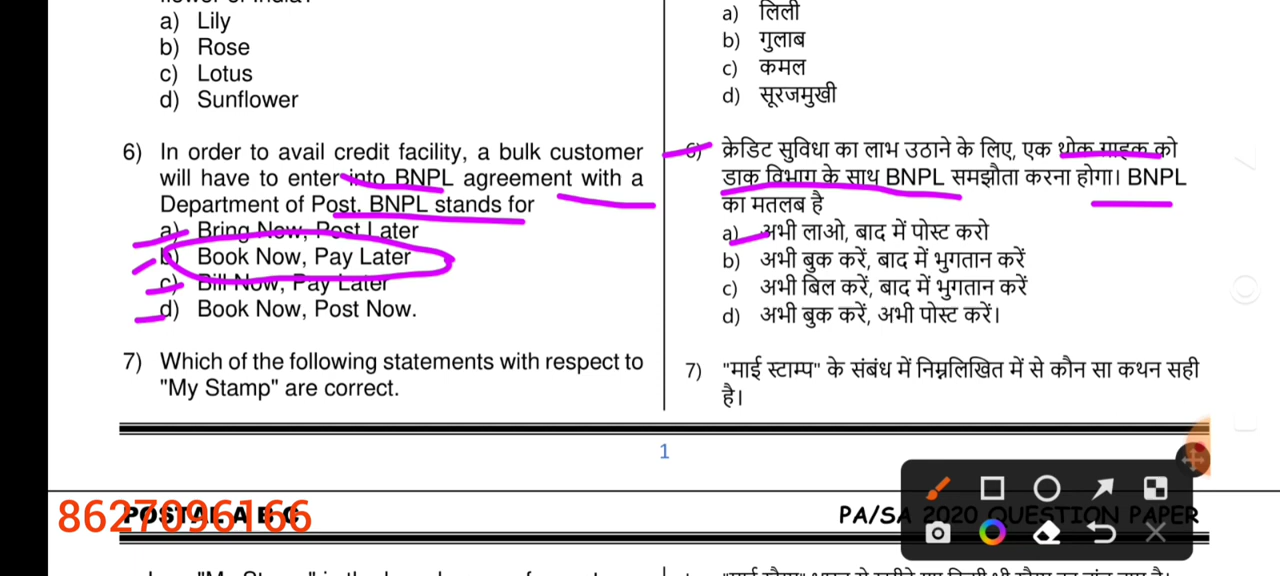 a) Lily
b) Rose
c) Lotus
d) Sunflower
6) In order to avail credit facility, a bulk customer
will have to enter into BNPL agreement with a
Department of Post. BNPL stands for
a) Bring Now, Post Later
b) Book Now, Pay Later
c) Bill Now, Pay Later
d) Book Now, Post Now.
7) Which of the following statements with respect to
"My Stamp" are correct.
a) लिली
b) गुलाब
c) कमल
d) सूरजमुखी
6) क्रेडिट सुविधा का लाभ उठाने के लिए, एक थोक ग्राहक को
डाक विभाग के साथ BNPL समझौता करना होगा। BNPL
का मतलब है
a) अभी लाओ, बाद में पोस्ट करो
b) अभी बुक करें, बाद में भुगतान करें
c) अभी बिल करें, बाद में भुगतान करें
d) अभी बुक करें, अभी पोस्ट करें।
7) "माई स्टाम्प" के संबंध में निम्नलिखित में से कौन सा कथन सही
है।
1
8627096166
POSTAL A B C
PA/SA 2020 QUESTION PAPER